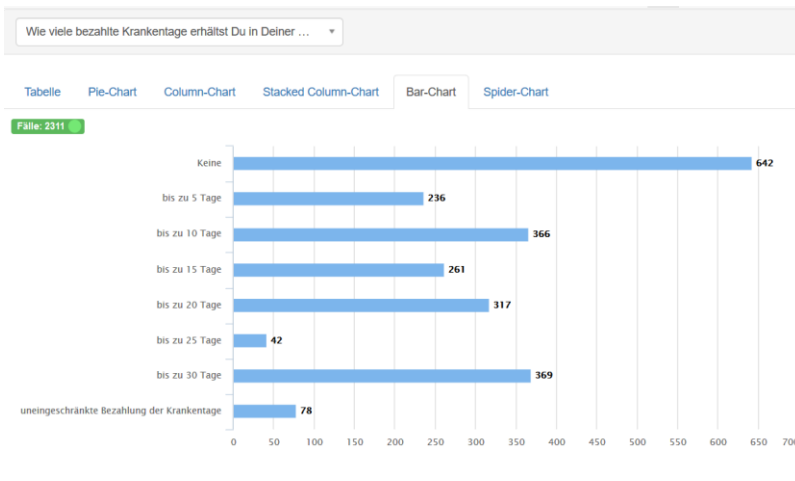 Wie viele bezahlte Krankentage erhältst Du in Deiner …
Tabelle Pie-Chart Column-Chart Stacked Column-Chart Bar-Chart Spider-Chart
Fälle: 2311
Keine 642
bis zu 5 Tage 236
bis zu 10 Tage 366
bis zu 15 Tage 261
bis zu 20 Tage 317
bis zu 25 Tage 42
bis zu 30 Tage 369
uneingeschränkte Bezahlung der Krankentage 78
0 50 100 150 200 250 300 350 400 450 500 550 600 650